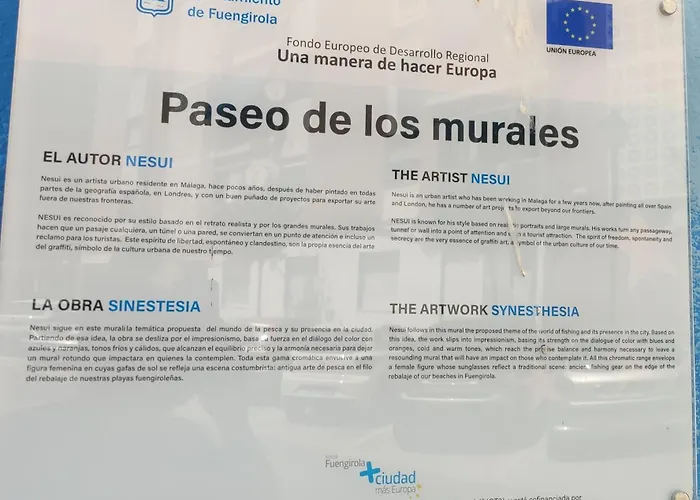 de Fuengirola
UNIÓN EUROPEA
Fondo Europeo de Desarrollo Regional
Una manera de hacer Europa
Paseo de los murales
EL AUTOR NESUI
Nesui es un artista urbano residente en Málaga, hace pocos años, después de haber pintado en todas
partes de la geografía española, en Londres, y con un buen puñado de proyectos para exportar su arte
fuera de nuestras fronteras.
NESUI es reconocido por su estilo basado en el retrato realista y por los grandes murales. Sus trabajos
hacen que un pasaje cualquiera, un túnel o una pared, se conviertan en un punto de atención e incluso un
reclamo para los turistas. Este espíritu de libertad, espontáneo y clandestino, son la propia esencia del arte
del graffiti, símbolo de la cultura urbana de nuestro tiempo.
THE ARTIST NESUI
Nesui is an urban artist who has been working in Malaga for a few years now, after painting all over Spain
and London, he has a number of art projects to export beyond our frontiers.
NESUI is known for his style based on realistic portraits and large murals. His works turn any passageway,
tunnel or wall into a point of attention and even a tourist attraction. The spirit of freedom, spontaneity and
secrecy are the very essence of graffiti art, a symbol of the urban culture of our time.
LA OBRA SINESTESIA
Nesui sigue en este mural la temática propuesta del mundo de la pesca y su presencia en la ciudad.
Partiendo de esa idea, la obra se desliza por el impresionismo, basa su fuerza en el diálogo del color con
azules y naranjas, tonos fríos y cálidos, que alcanzan el equilibrio preciso y la armonía necesaria para dejar
un mural rotundo que impactara en quienes la contemplen. Toda esta gama cromática envuelve a una
figura femenina en cuyas gafas de sol se refleja una escena costumbrista: antigua arte de pesca en el filo
del rebalaje de nuestras playas fuengiroleñas.
THE ARTWORK SYNESTHESIA
Nesui follows in this mural the proposed theme of the world of fishing and its presence in the city. Based on
this idea, the work slips into impressionism, basing its strength on the dialogue of color with blues and
oranges, cold and warm tones, which reach the precise balance and harmony necessary to leave a
resounding mural that will have an impact on those who contemplate it. All this chromatic range envelops
a female figure whose sunglasses reflect a traditional scene: ancient fishing gear on the edge of the
rebalaje of our beaches in Fuengirola.
Fuengirola
+ciudad
más Europa
cofinanciada por